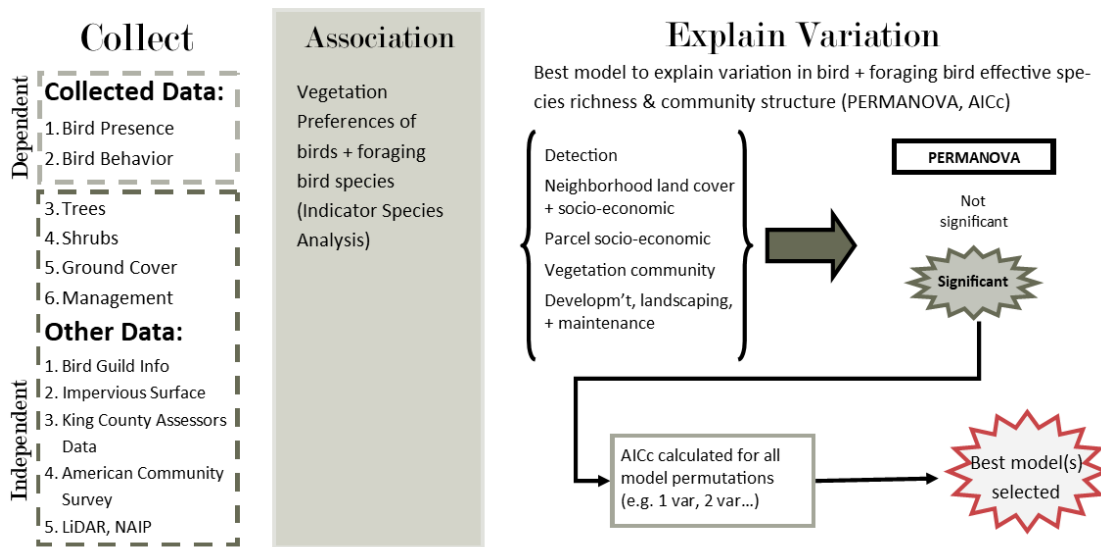 Collect
Dependent
Collected Data:
1. Bird Presence
2. Bird Behavior
Independent
3. Trees
4. Shrubs
5. Ground Cover
6. Management
Other Data:
1. Bird Guild Info
2. Impervious Surface
3. King County Assessors
Data
4. American Community
Survey
5. LiDAR, NAIP
Association
Vegetation
Preferences of
birds + foraging
bird species
(Indicator Species
Analysis)
Explain Variation
Best model to explain variation in bird + foraging bird effective spe-
cies richness & community structure (PERMANOVA, AICc)
Detection
Neighborhood land cover
+ socio-economic
Parcel socio-economic
Vegetation community
Developm't, landscaping,
+ maintenance
PERMANOVA
Not
significant
Significant
AICc calculated for all
model permutations
(e.g. 1 var, 2 var…)
Best model(s)
selected